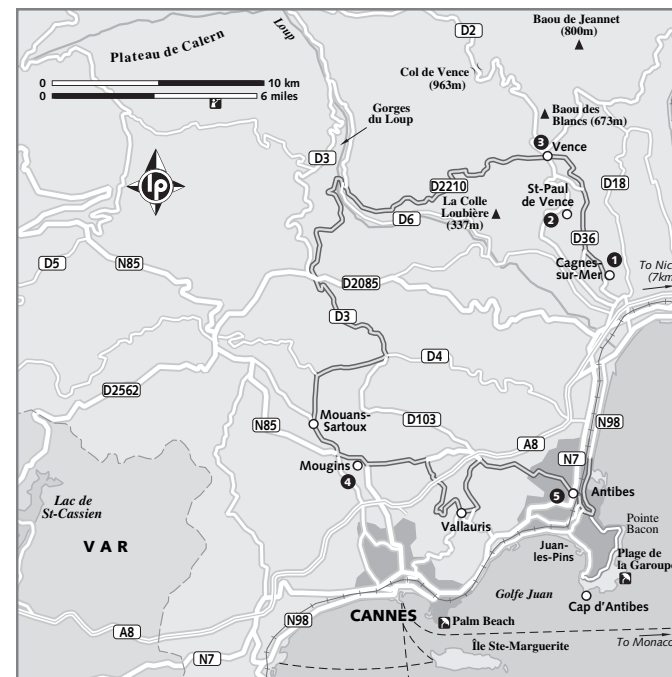 Baou de Jeannet
(800m)
D2
Loup
Plateau de Calern
Col de Vence
(963m)
0 10 km
0 6 miles
Baou des
Blancs (673m)
Gorges
du Loup
3
Vence
D3
lp
D2210
St-Paul
de Vence
D18
La Colle
Loubière
(337m)
D6
2
D36
1
Cagnes-
sur-Mer
D5
N85
D2085
D3
D4
D2562
Mouans-
Sartoux
D103
N85
N98
A8
Mougins
4
N7
5
Antibes
Lac de
St-Cassien
Pointe
Bacon
Vallauris
VAR
Juan-
les-Pins
Plage de
Golfe Juan
Cap d'Antibes
N98
CANNES
A8
Palm Beach
N7
Île Ste-Marguerite